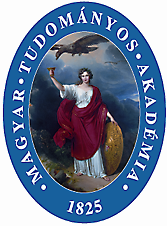 MAGYAR · TUDOMÁNYOS · AKADÉMIA
· 1825 ·